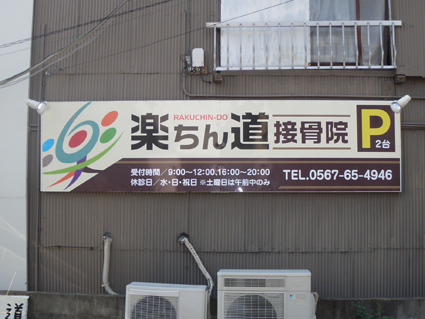 RAKUCHIN-DO
楽ちん道 接骨院 P
2台
受付時間／9:00〜12:00.16:00〜20:00
休診日／水・日・祝日 ※土曜日は午前中のみ
TEL.0567-65-4946
道